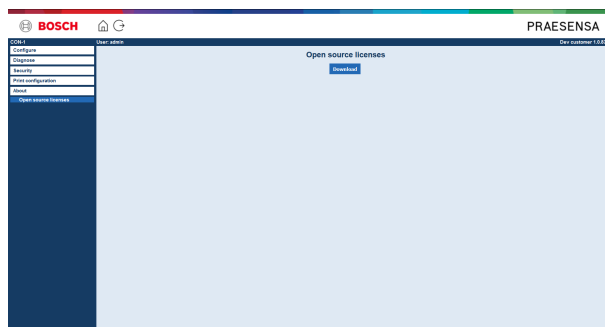 BOSCH
PRAESENSA
CON-1 User: admin Dev customer 1.0.8
Configure
Diagnose
Security
Print configuration
About
Open source licenses
Open source licenses
Download